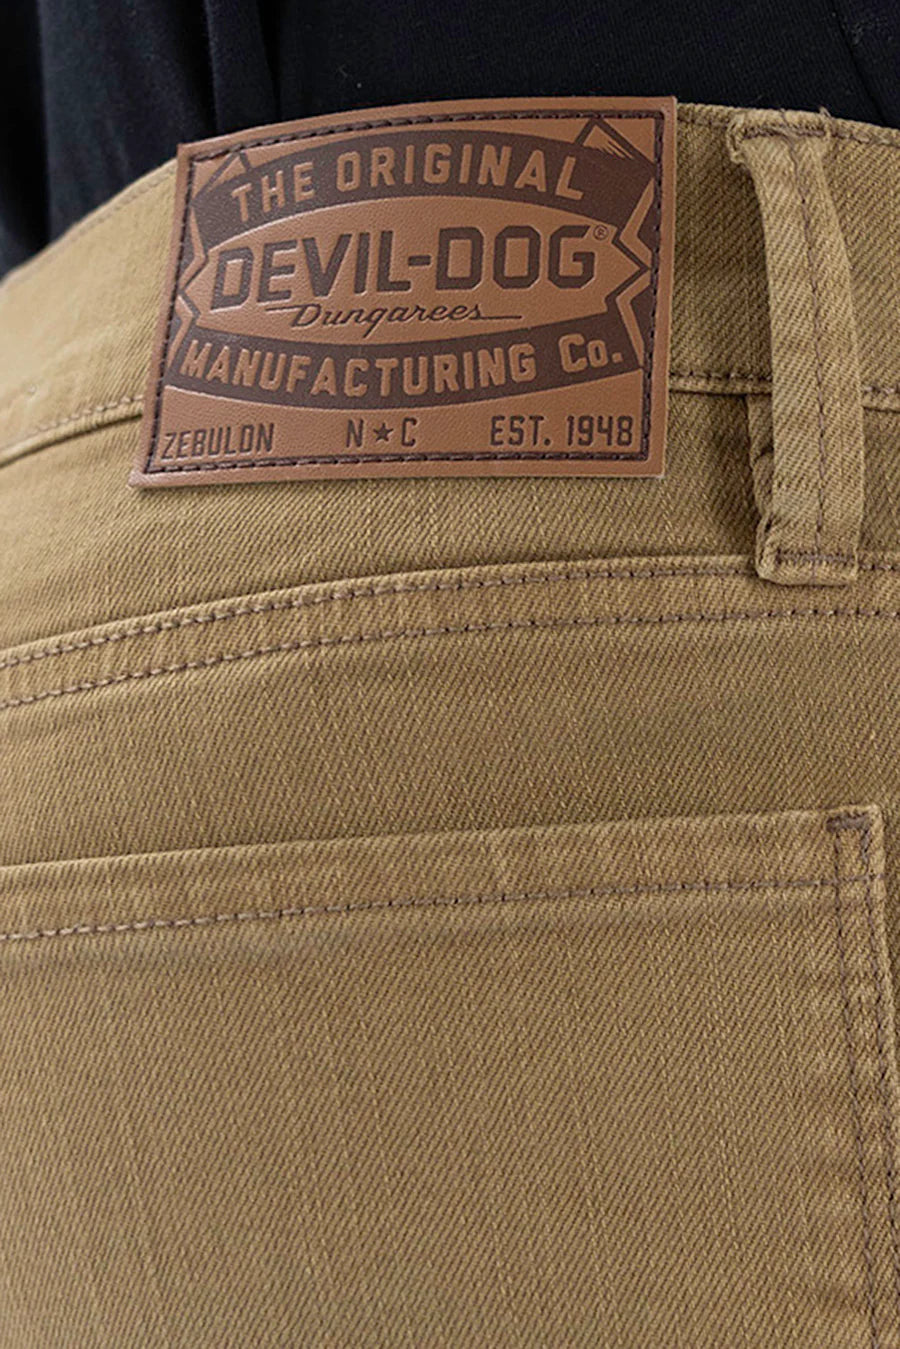 THE ORIGINAL
DEVIL-DOG®
Dungarees
MANUFACTURING Co.
ZEBULON N★C EST. 1948